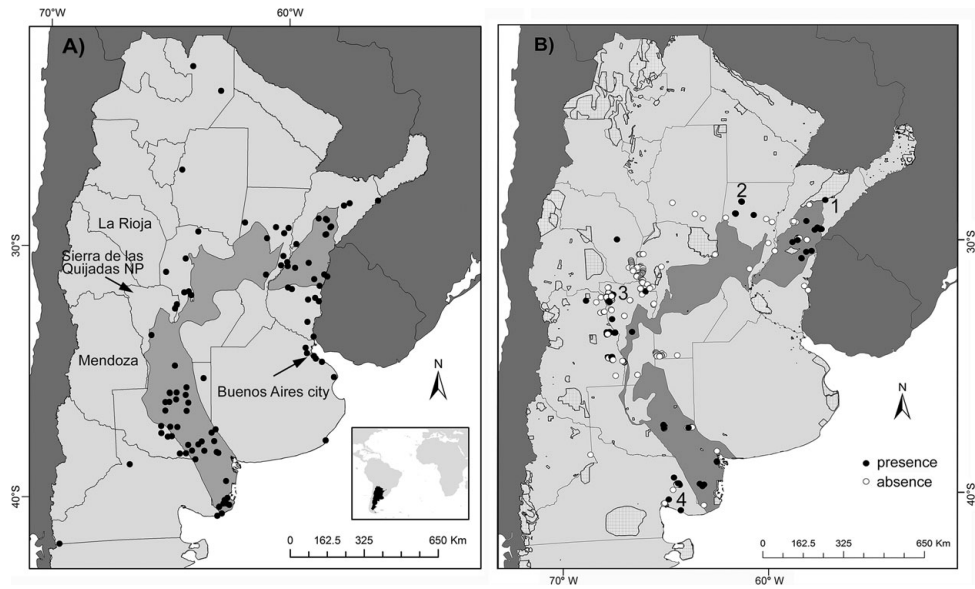 70°W
60°W
A)
La Rioja
Sierra de las
Quijadas NP
Mendoza
Buenos Aires city
30°S
40°S
N
0 162.5 325 650 Km
B)
2
1
3
4
30°S
40°S
N
presence
absence
0 162.5 325 650 Km
70° W
60° W